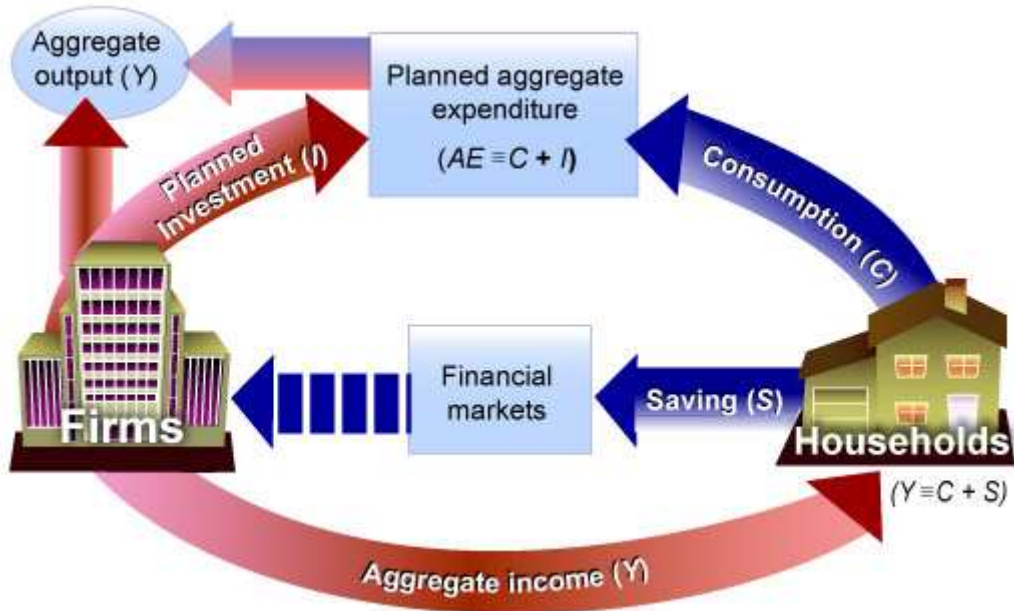 Aggregate
output (Y)
Planned aggregate
expenditure
(AE ≡ C + I)
Planned
Investment (I)
Consumption (C)
Financial
markets
Saving (S)
Firms
Households
(Y ≡ C + S)
Aggregate income (Y)